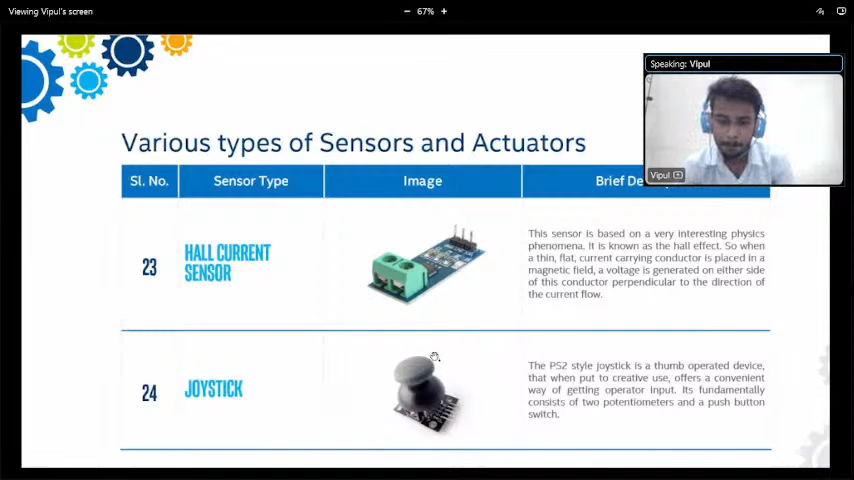 Viewing Vipul's screen
67%
Speaking: Vipul
Vipul
Various types of Sensors and Actuators
Sl. No.
Sensor Type
Image
Brief De
23
HALL CURRENT
SENSOR
This sensor is based on a very interesting physics
phenomena. It is known as the hall effect. So when
a thin, flat, current carrying conductor is placed in a
magnetic field, a voltage is generated on either side
of this conductor perpendicular to the direction of
the current flow.
24
JOYSTICK
The PS2 style joystick is a thumb operated device,
that when put to creative use, offers a convenient
way of getting operator input. Its fundamentally
consists of two potentiometers and a push button
switch.